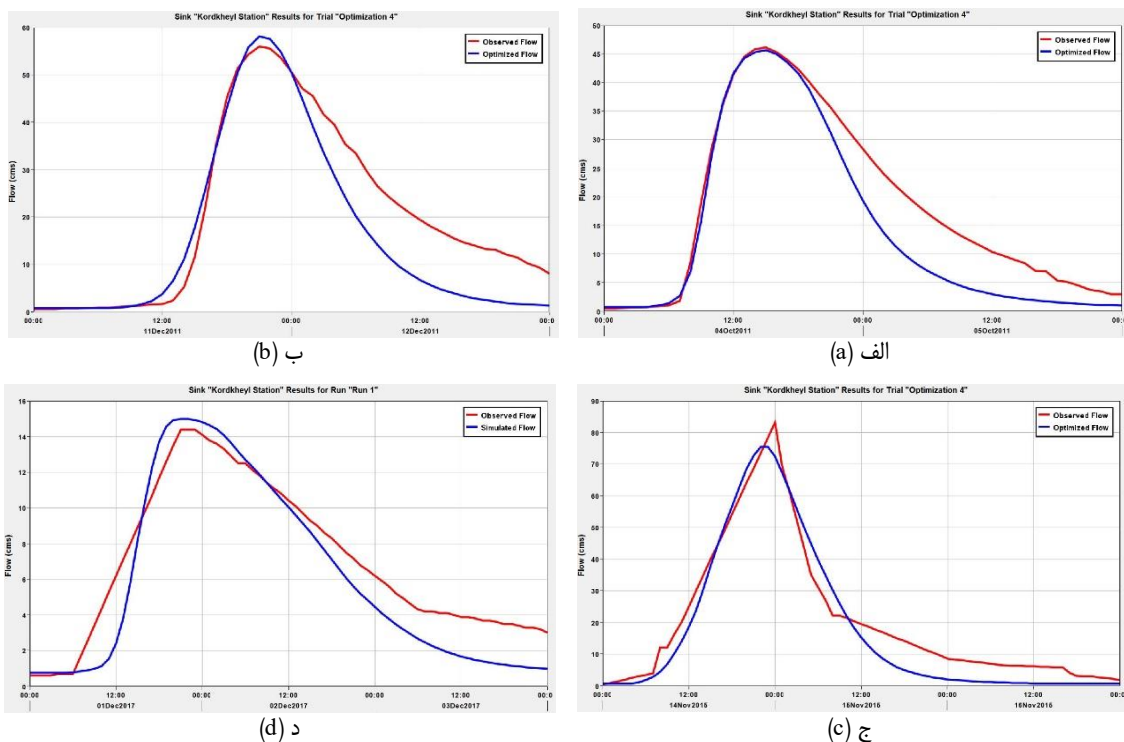 Sink "Kordkheyl Station" Results for Trial "Optimization 4"
60
50
40
30
20
10
0
Flow (cms)
Observed Flow
Optimized Flow
00:00
12:00
00:00
12:00
00:0
11Dec2011
12Dec2011
ب (b)
Sink "Kordkheyl Station" Results for Trial "Optimization 4"
50
45
40
35
30
25
20
15
10
5
0
Flow (cms)
Observed Flow
Optimized Flow
00:00
12:00
00:00
12:00
00:0
04Oct2011
05Oct2011
الف (a)
Sink "Kordkheyl Station" Results for Run "Run 1"
16
14
12
10
8
6
4
2
0
Flow (cms)
Observed Flow
Simulated Flow
00:00
12:00
00:00
12:00
00:00
12:00
00:0
01Dec2017
02Dec2017
03Dec2017
د (d)
Sink "Kordkheyl Station" Results for Trial "Optimization 4"
90
80
70
60
50
40
30
20
10
0
Flow (cms)
Observed Flow
Optimized Flow
00:00
12:00
00:00
12:00
00:00
12:00
00:0
14Nov2016
15Nov2016
16Nov2016
ج (c)